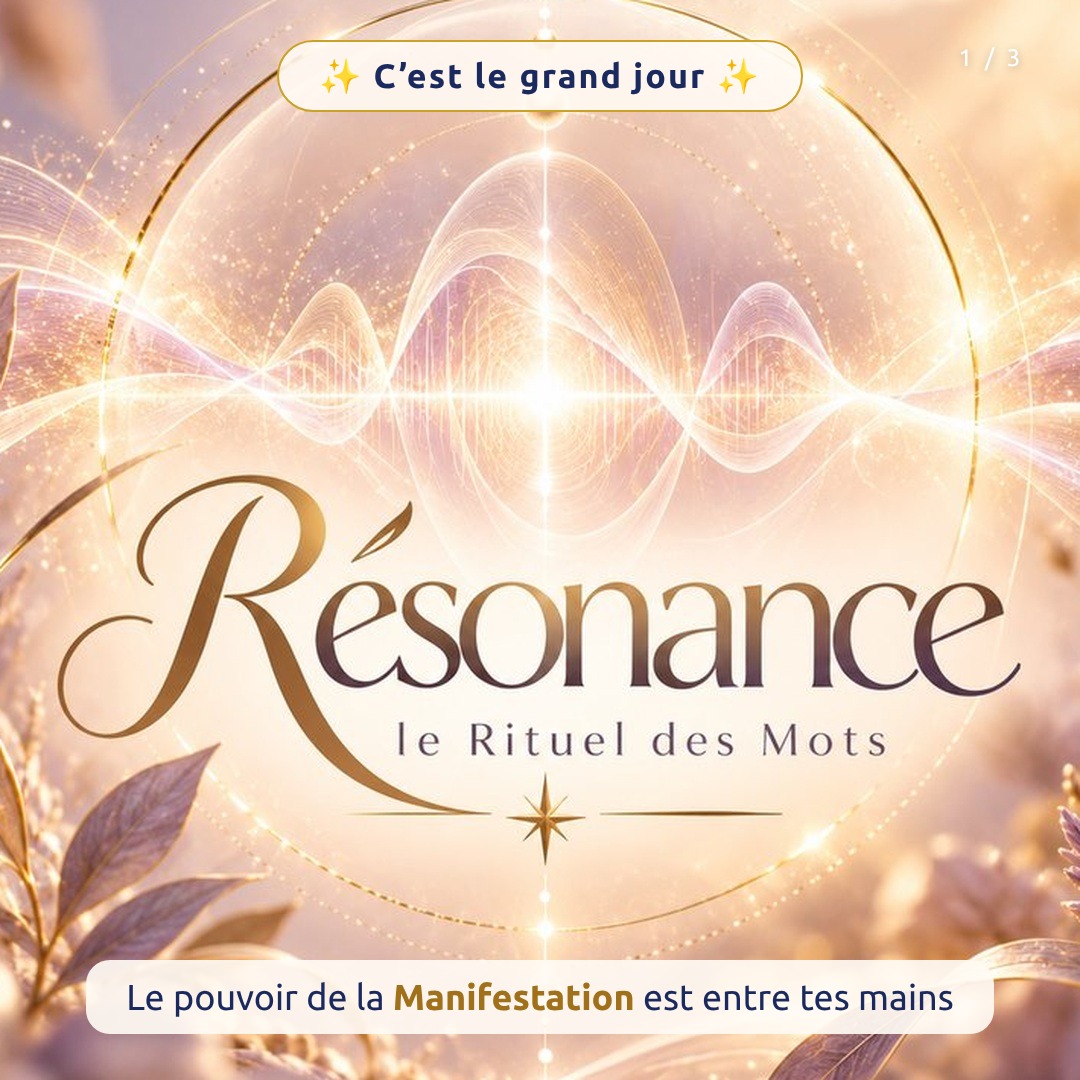 ✨ C’est le grand jour ✨
1 / 3
Résonance
le Rituel des Mots
Le pouvoir de la Manifestation est entre tes mains